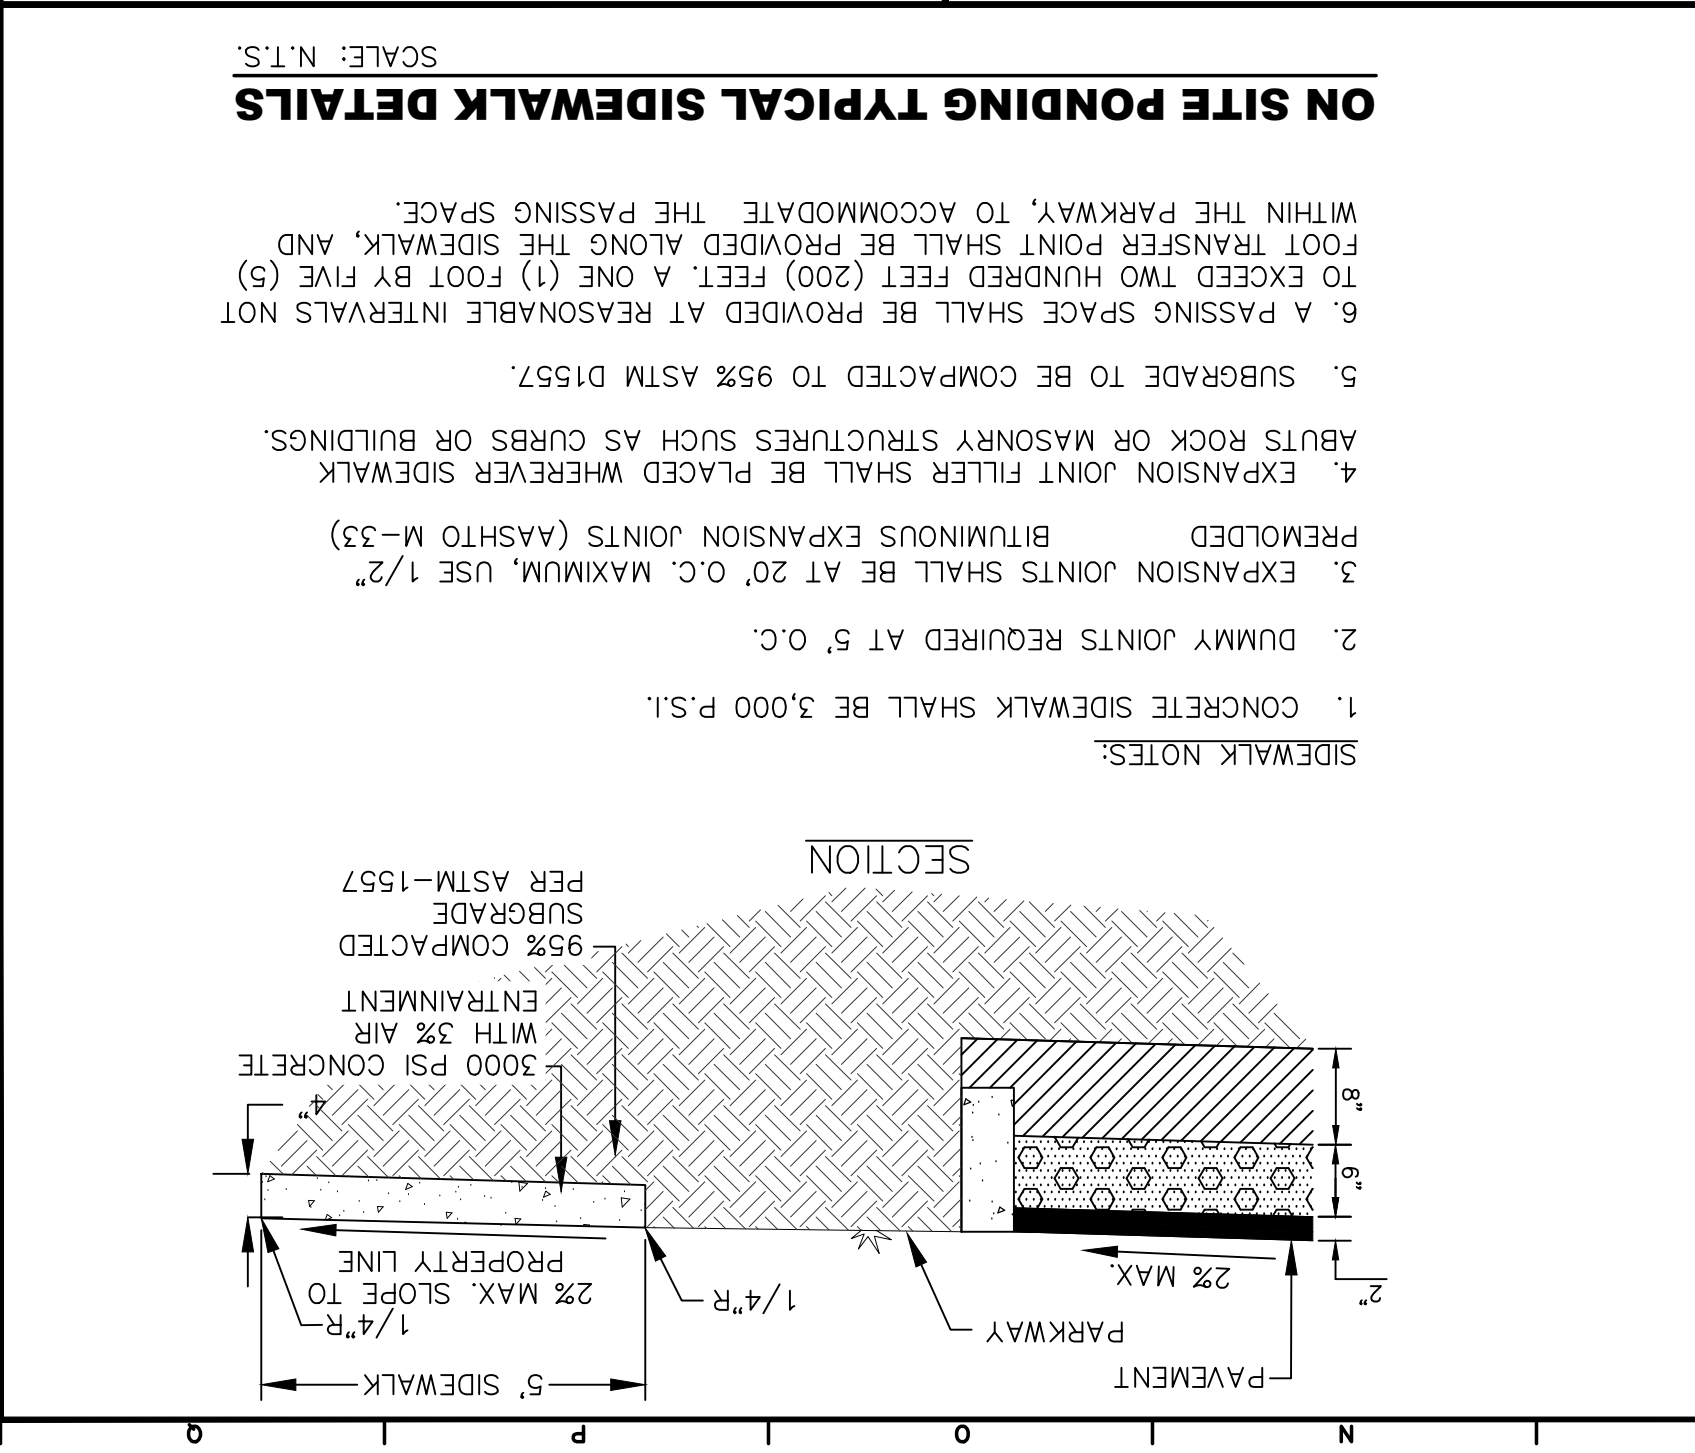 N O P Q
PAVEMENT
5' SIDEWALK
PARKWAY
1/4"R
1/4"R
2"
2% MAX.
2% MAX. SLOPE TO
PROPERTY LINE
6"
8"
4"
3000 PSI CONCRETE
WITH 3% AIR
ENTRAINMENT
95% COMPACTED
SUBGRADE
PER ASTM-1557
SECTION
SIDEWALK NOTES:
1. CONCRETE SIDEWALK SHALL BE 3,000 P.S.I.
2. DUMMY JOINTS REQUIRED AT 5' O.C.
3. EXPANSION JOINTS SHALL BE AT 20' O.C. MAXIMUM, USE 1/2"
PREMOLDED BITUMINOUS EXPANSION JOINTS (AASHTO M-33)
4. EXPANSION JOINT FILLER SHALL BE PLACED WHEREVER SIDEWALK
ABUTS ROCK OR MASONRY STRUCTURES SUCH AS CURBS OR BUILDINGS.
5. SUBGRADE TO BE COMPACTED TO 95% ASTM D1557.
6. A PASSING SPACE SHALL BE PROVIDED AT REASONABLE INTERVALS NOT
TO EXCEED TWO HUNDRED FEET (200) FEET. A ONE (1) FOOT BY FIVE (5)
FOOT TRANSFER POINT SHALL BE PROVIDED ALONG THE SIDEWALK, AND
WITHIN THE PARKWAY, TO ACCOMMODATE THE PASSING SPACE.
ON SITE PONDING TYPICAL SIDEWALK DETAILS
SCALE: N.T.S.